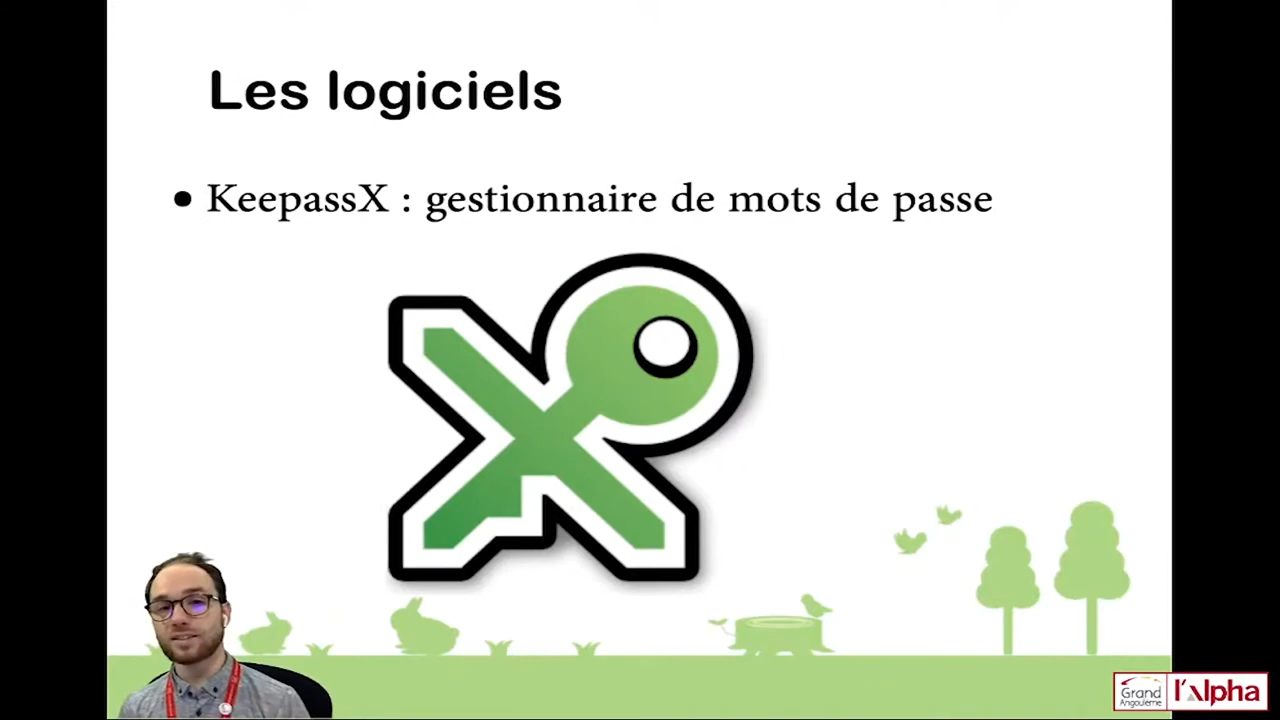 Les logiciels
• KeepassX : gestionnaire de mots de passe
Grand
Angoulême
l'Alpha